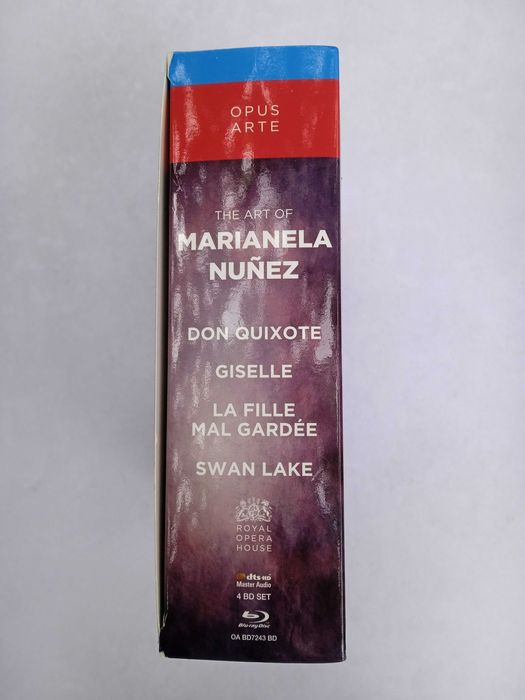 OPUS
ARTE
THE ART OF
MARIANELA
NUÑEZ
DON QUIXOTE
GISELLE
LA FILLE
MAL GARDÉE
SWAN LAKE
ROYAL
OPERA
HOUSE
dts-HD
Master Audio
4 BD SET
Blu-ray Disc
OA BD7243 BD